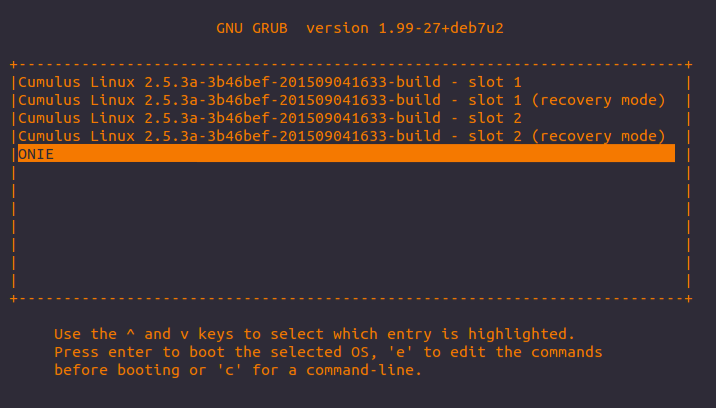 GNU GRUB  version 1.99-27+deb7u2
+--------------------------------------------------------------------------+
|Cumulus Linux 2.5.3a-3b46bef-201509041633-build - slot 1                  |
|Cumulus Linux 2.5.3a-3b46bef-201509041633-build - slot 1 (recovery mode)  |
|Cumulus Linux 2.5.3a-3b46bef-201509041633-build - slot 2                  |
|Cumulus Linux 2.5.3a-3b46bef-201509041633-build - slot 2 (recovery mode)  |
|ONIE                                                                      |
|                                                                          |
|                                                                          |
|                                                                          |
|                                                                          |
|                                                                          |
|                                                                          |
|                                                                          |
+--------------------------------------------------------------------------+
Use the ^ and v keys to select which entry is highlighted.
Press enter to boot the selected OS, 'e' to edit the commands
before booting or 'c' for a command-line.